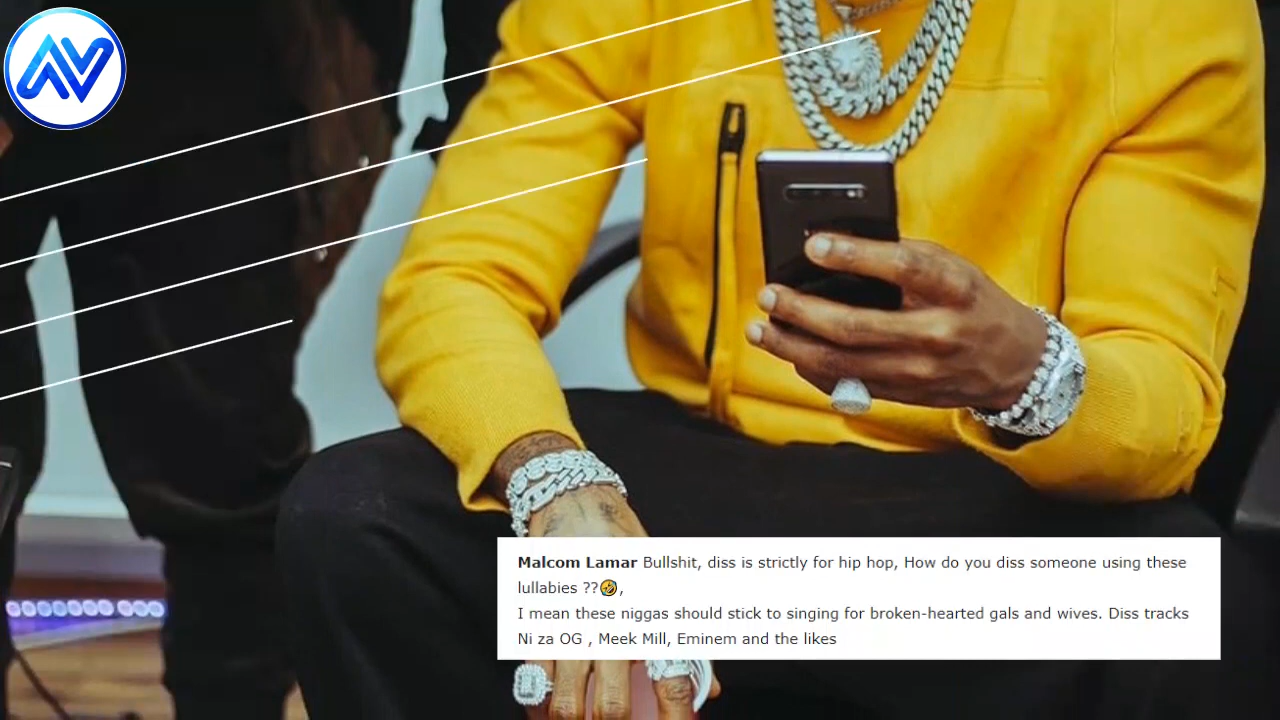 AV
Malcom Lamar Bullshit, diss is strictly for hip hop, How do you diss someone using these
lullabies ??🤣,
I mean these niggas should stick to singing for broken-hearted gals and wives. Diss tracks
Ni za OG , Meek Mill, Eminem and the likes